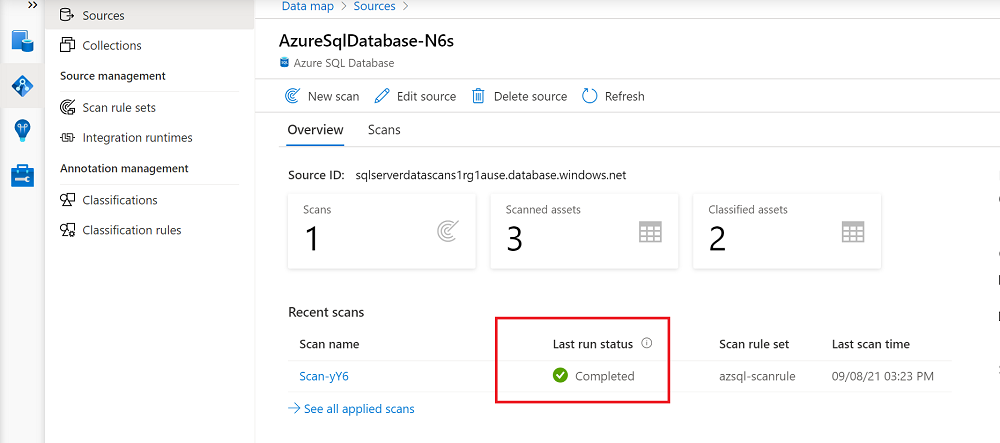 Data map > Sources >
Sources
Collections
Source management
Scan rule sets
Integration runtimes
Annotation management
Classifications
Classification rules
AzureSqlDatabase-N6s
Azure SQL Database
New scan Edit source Delete source Refresh
Overview Scans
Source ID: sqlserverdatascans1rg1ause.database.windows.net
Scans Scanned assets Classified assets
1 3 2
Recent scans
Scan name Last run status Scan rule set Last scan time
Scan-yY6 Completed azsql-scanrule 09/08/21 03:23 PM
See all applied scans